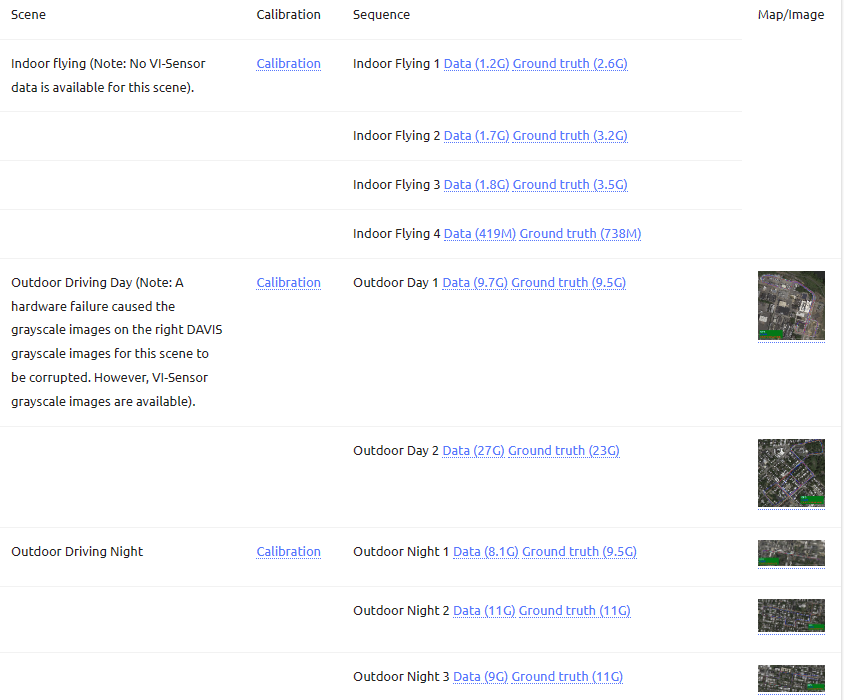 Scene Calibration Sequence Map/Image
Indoor flying (Note: No VI-Sensor Calibration Indoor Flying 1 Data (1.2G) Ground truth (2.6G)
data is available for this scene).
Indoor Flying 2 Data (1.7G) Ground truth (3.2G)
Indoor Flying 3 Data (1.8G) Ground truth (3.5G)
Indoor Flying 4 Data (419M) Ground truth (738M)
Outdoor Driving Day (Note: A Calibration Outdoor Day 1 Data (9.7G) Ground truth (9.5G)
hardware failure caused the
grayscale images on the right DAVIS
grayscale images for this scene to
be corrupted. However, VI-Sensor
grayscale images are available).
Outdoor Day 2 Data (27G) Ground truth (23G)
Outdoor Driving Night Calibration Outdoor Night 1 Data (8.1G) Ground truth (9.5G)
Outdoor Night 2 Data (11G) Ground truth (11G)
Outdoor Night 3 Data (9G) Ground truth (11G)